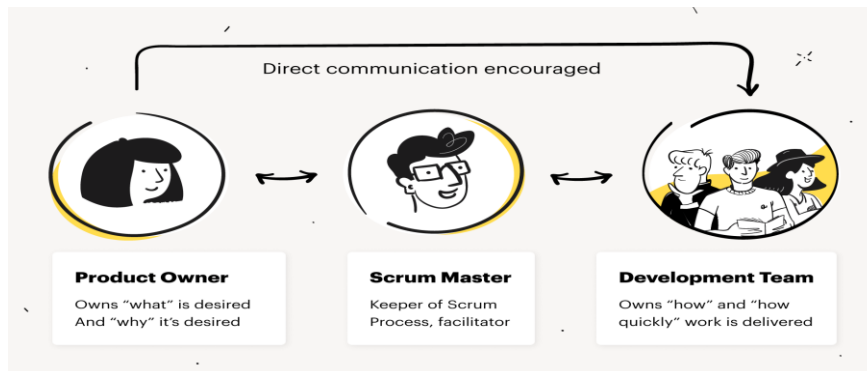 Direct communication encouraged
Product Owner
Owns “what” is desired
And “why” it’s desired
Scrum Master
Keeper of Scrum
Process, facilitator
Development Team
Owns “how” and “how
quickly” work is delivered